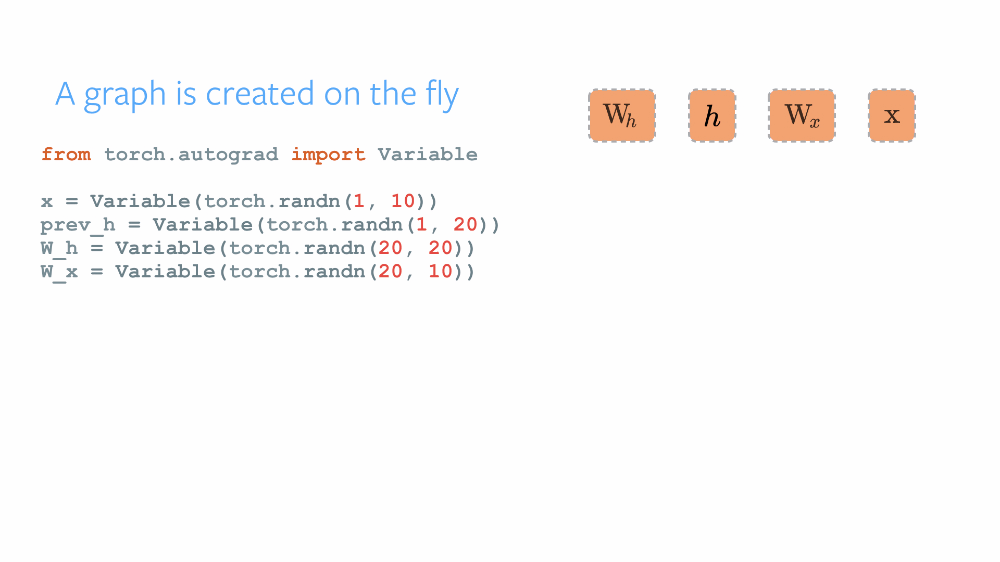 A graph is created on the fly
W_h h W_x x
from torch.autograd import Variable
x = Variable(torch.randn(1, 10))
prev_h = Variable(torch.randn(1, 20))
W_h = Variable(torch.randn(20, 20))
W_x = Variable(torch.randn(20, 10))